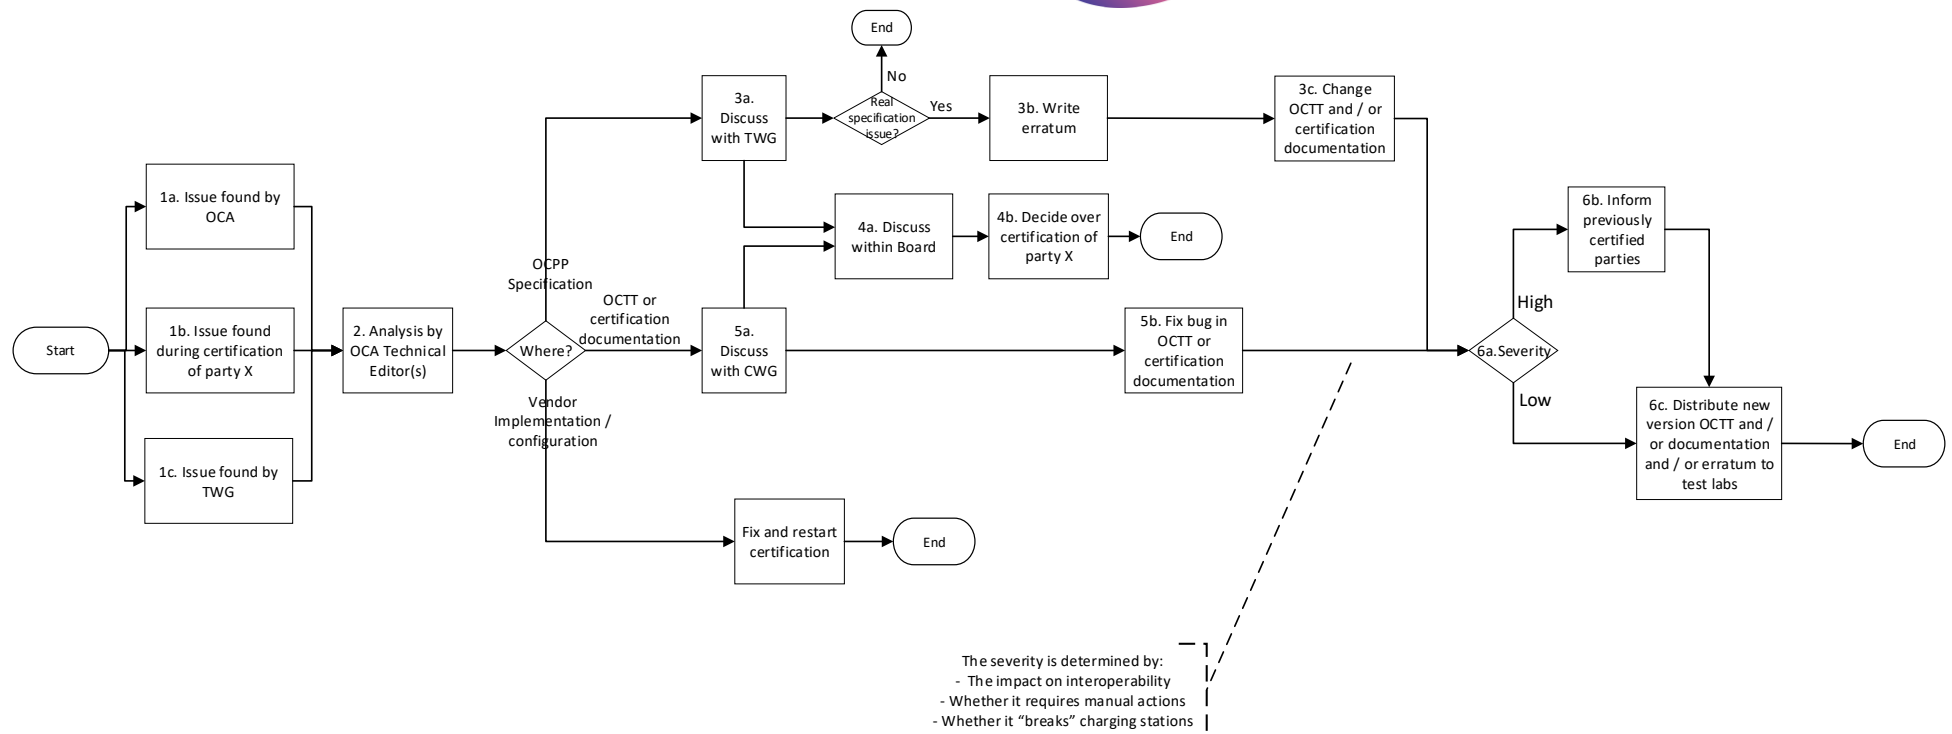 Start
1a. Issue found by
OCA
1b. Issue found
during certification
of party X
1c. Issue found by
TWG
2. Analysis by
OCA Technical
Editor(s)
Where?
OCPP
Specification
OCTT or
certification
documentation
Vendor
Implementation /
configuration
3a.
Discuss
with TWG
Real
specification
issue?
No
End
Yes
3b. Write
erratum
3c. Change
OCTT and / or
certification
documentation
4a. Discuss
within Board
4b. Decide over
certification of
party X
End
5a.
Discuss
with CWG
5b. Fix bug in
OCTT or
certification
documentation
Fix and restart
certification
End
6a.Severity
High
Low
6b. Inform
previously
certified
parties
6c. Distribute new
version OCTT and /
or documentation
and / or erratum to
test labs
End
The severity is determined by:
- The impact on interoperability
- Whether it requires manual actions
- Whether it “breaks” charging stations